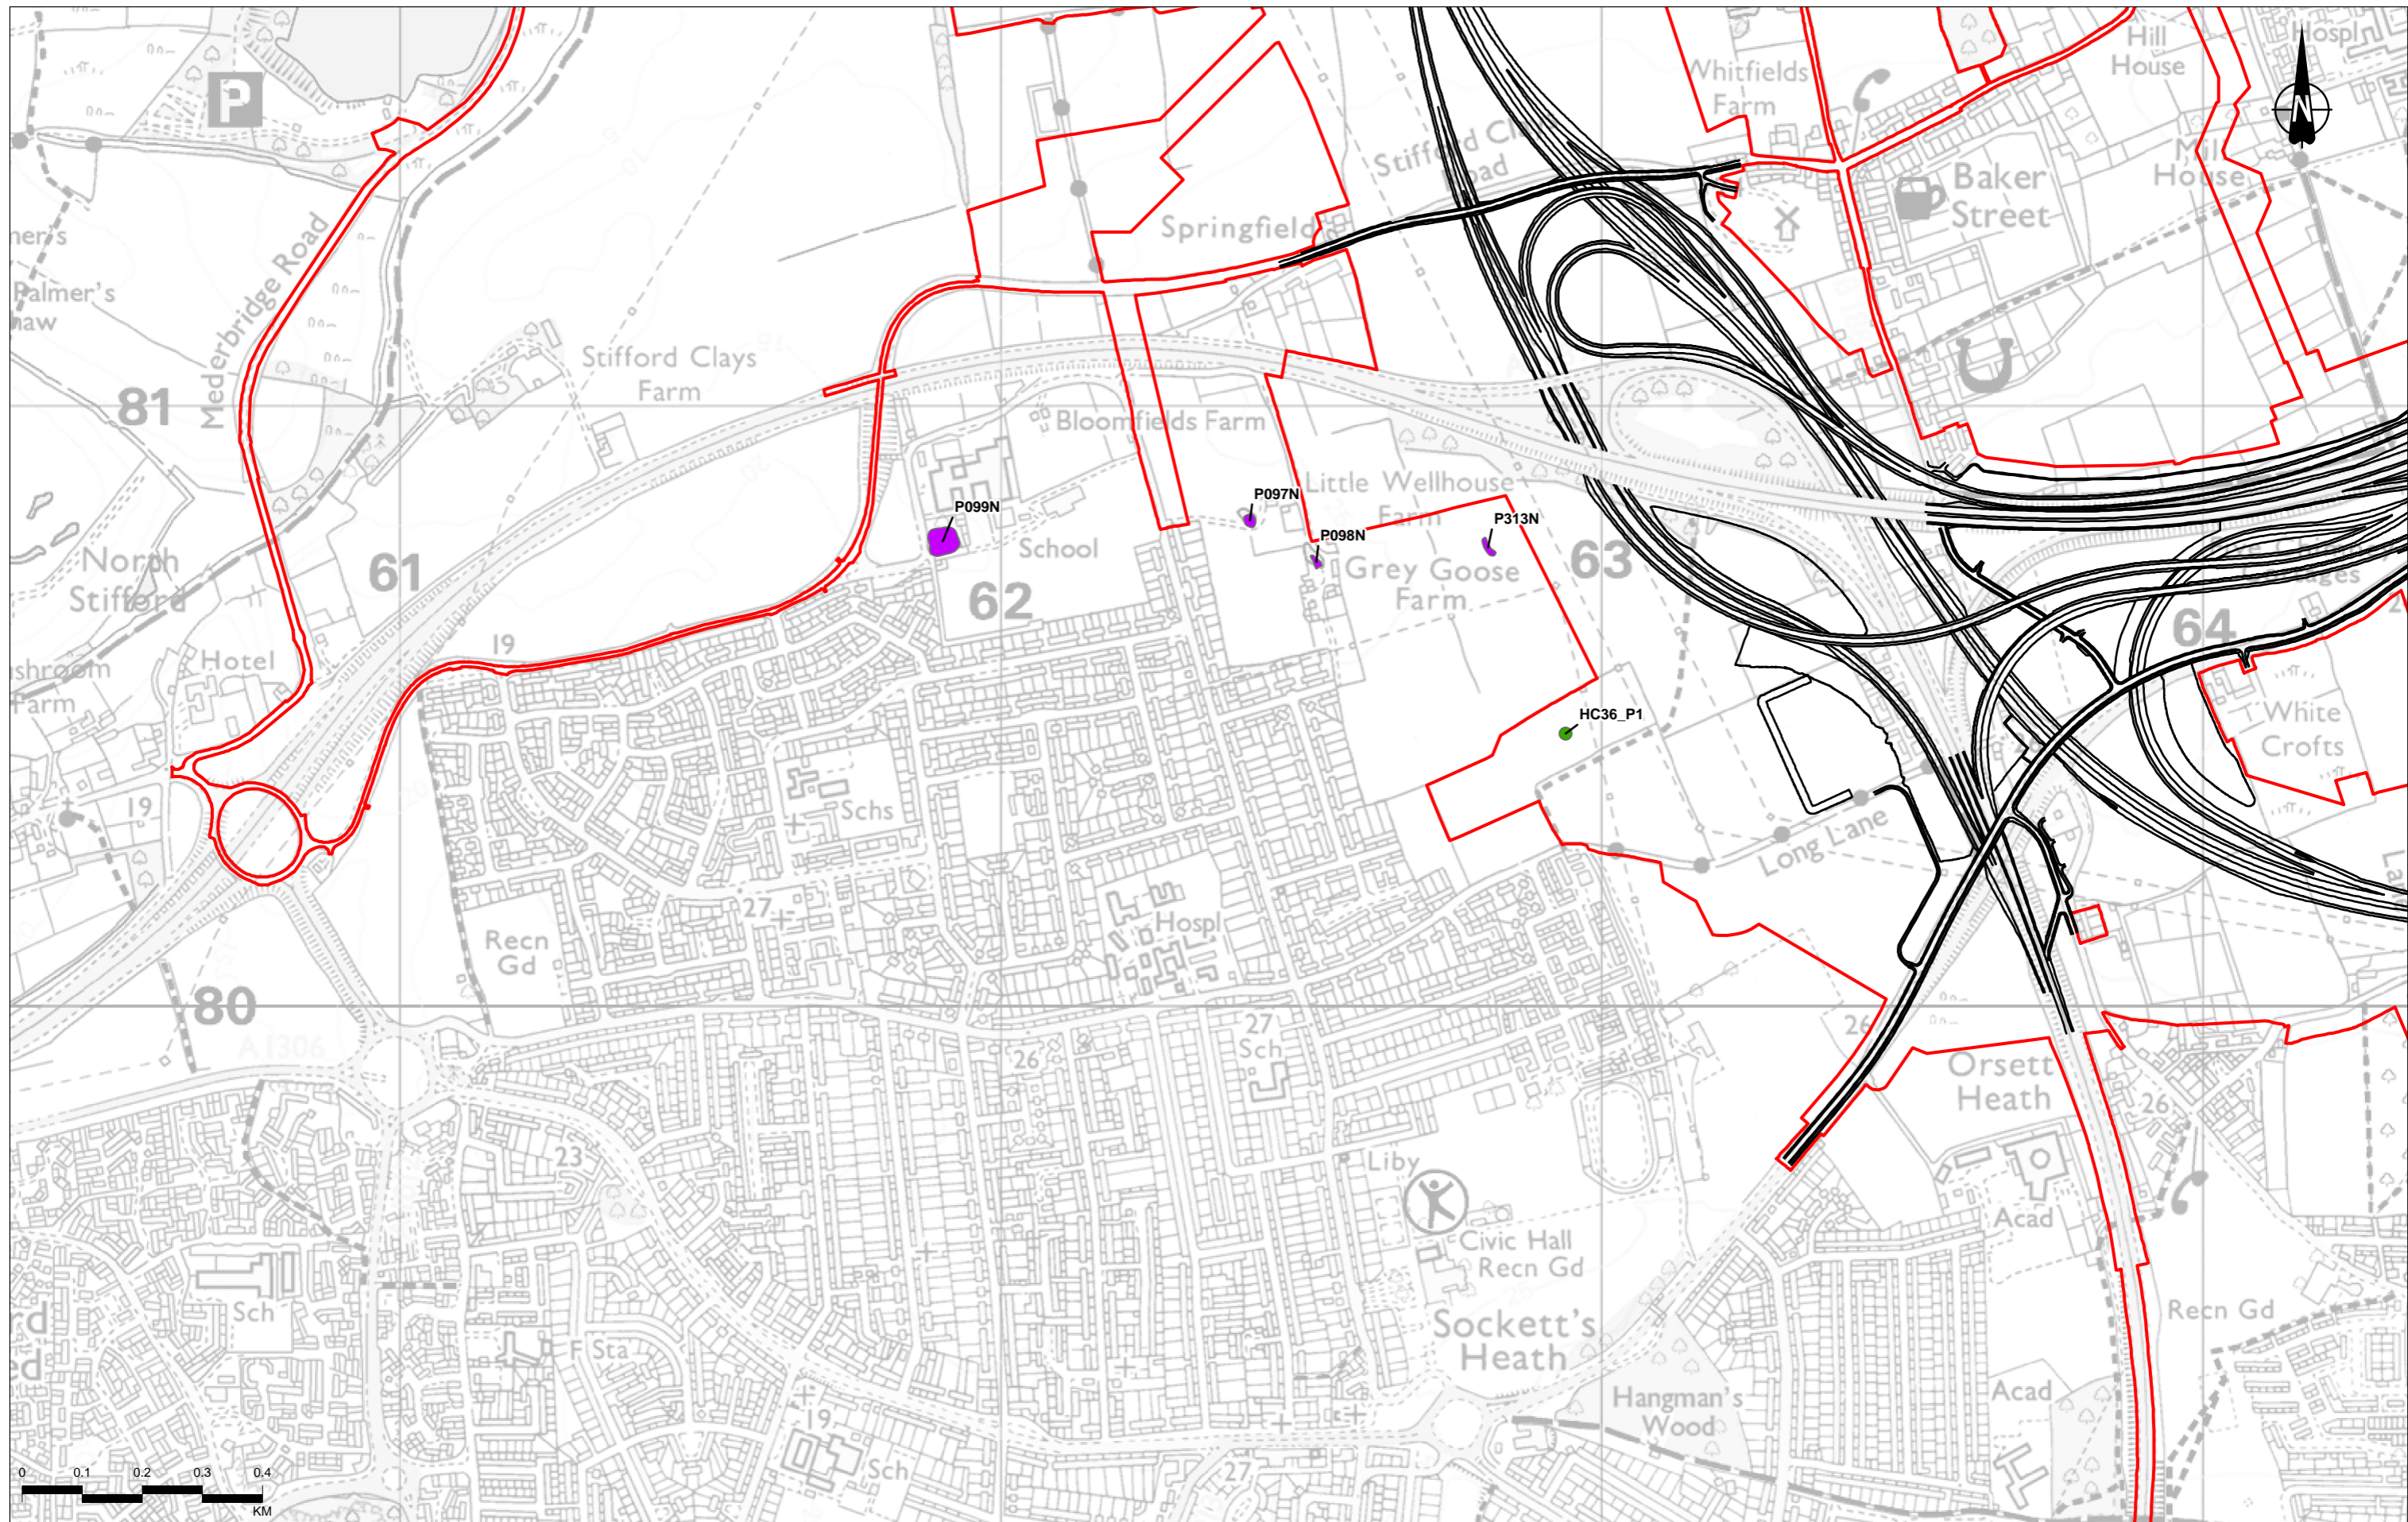 P
N
Hospl
Hill
House
Whitfields
Farm
Stifford Cla
Road
Mill
House
Baker
Street
Springfield
Mederbridge Road
Palmer's
Stifford Clays
Farm
81
Bloomfields Farm
Little Wellhouse
Farm
P099N
P097N
P098N
P313N
School
Grey Goose
Farm
North
Stifford
61
62
63
64
Hotel
19
Farm
HC36_P1
White
Crofts
19
Schs
Long Lane
27
Recn
Gd
Hospl
80
A1306
27
Sch
26
26
Orsett
Heath
26
23
Liby
Acad
Civic Hall
Recn Gd
Sch
Sockett's
Heath
Recn Gd
F Sta
Hangman's
Wood
Acad
19
Sch
27
0 0.1 0.2 0.3 0.4
KM